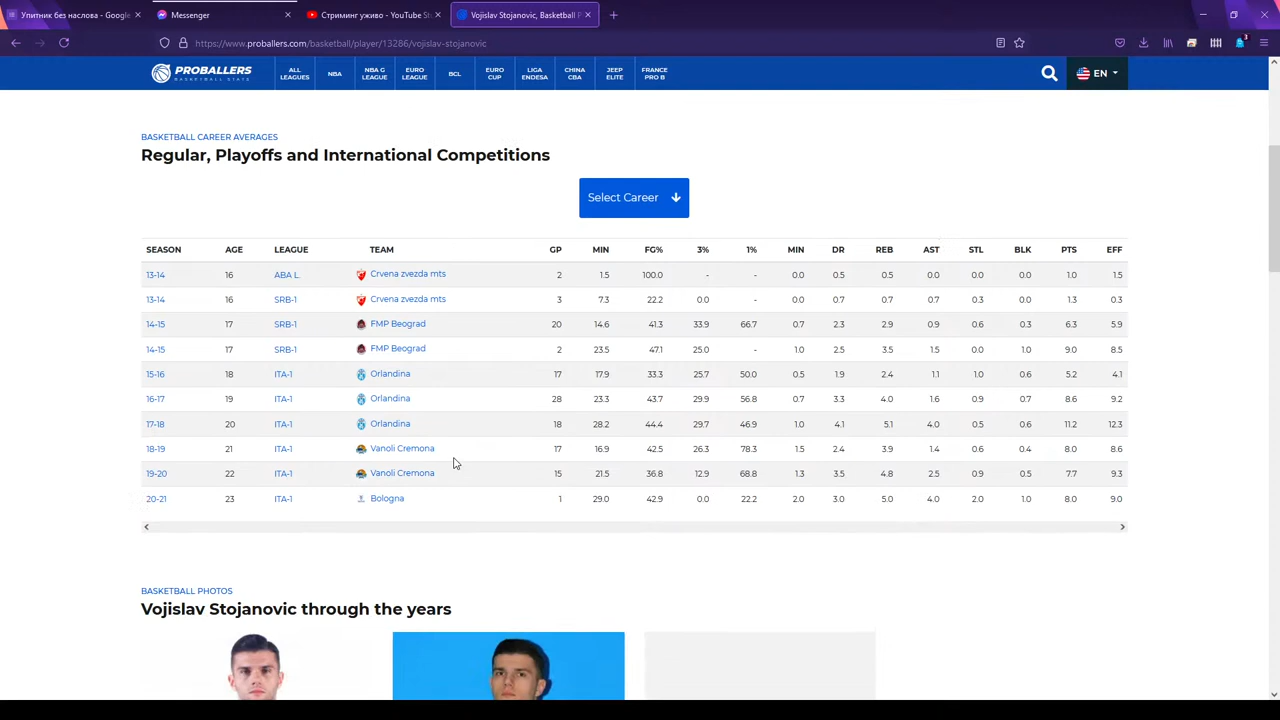 Упитник без наслова - Google
Messenger
Стриминг уживо - YouTube St
Vojislav Stojanovic, Basketball P
https://www.proballers.com/basketball/player/13286/vojislav-stojanovic
3
PROBALLERS
BASKETBALL STATS
ALL LEAGUES
NBA
NBA G LEAGUE
EURO LEAGUE
BCL
EURO CUP
LIGA ENDESA
CHINA CBA
JEEP ELITE
FRANCE PRO B
EN
BASKETBALL CAREER AVERAGES
Regular, Playoffs and International Competitions
Select Career
SEASON AGE LEAGUE TEAM GP MIN FG% 3% 1% MIN DR REB AST STL BLK PTS EFF
13-14 16 ABA L. Crvena zvezda mts 2 1.5 100.0 - - 0.0 0.5 0.5 0.0 0.0 0.0 1.0 1.5
13-14 16 SRB-1 Crvena zvezda mts 3 7.3 22.2 0.0 - 0.0 0.7 0.7 0.7 0.3 0.0 1.3 0.3
14-15 17 SRB-1 FMP Beograd 20 14.6 41.3 33.9 66.7 0.7 2.3 2.9 0.9 0.6 0.3 6.3 5.9
14-15 17 SRB-1 FMP Beograd 2 23.5 47.1 25.0 - 1.0 2.5 3.5 1.5 0.0 1.0 9.0 8.5
15-16 18 ITA-1 Orlandina 17 17.9 33.3 25.7 50.0 0.5 1.9 2.4 1.1 1.0 0.6 5.2 4.1
16-17 19 ITA-1 Orlandina 28 23.3 43.7 29.9 56.8 0.7 3.3 4.0 1.6 0.9 0.7 8.6 9.2
17-18 20 ITA-1 Orlandina 18 28.2 44.4 29.7 46.9 1.0 4.1 5.1 4.0 0.5 0.6 11.2 12.3
18-19 21 ITA-1 Vanoli Cremona 17 16.9 42.5 26.3 78.3 1.5 2.4 3.9 1.4 0.6 0.4 8.0 8.6
19-20 22 ITA-1 Vanoli Cremona 15 21.5 36.8 12.9 68.8 1.3 3.5 4.8 2.5 0.9 0.5 7.7 9.3
20-21 23 ITA-1 Bologna 1 29.0 42.9 0.0 22.2 2.0 3.0 5.0 4.0 2.0 1.0 8.0 9.0
BASKETBALL PHOTOS
Vojislav Stojanovic through the years